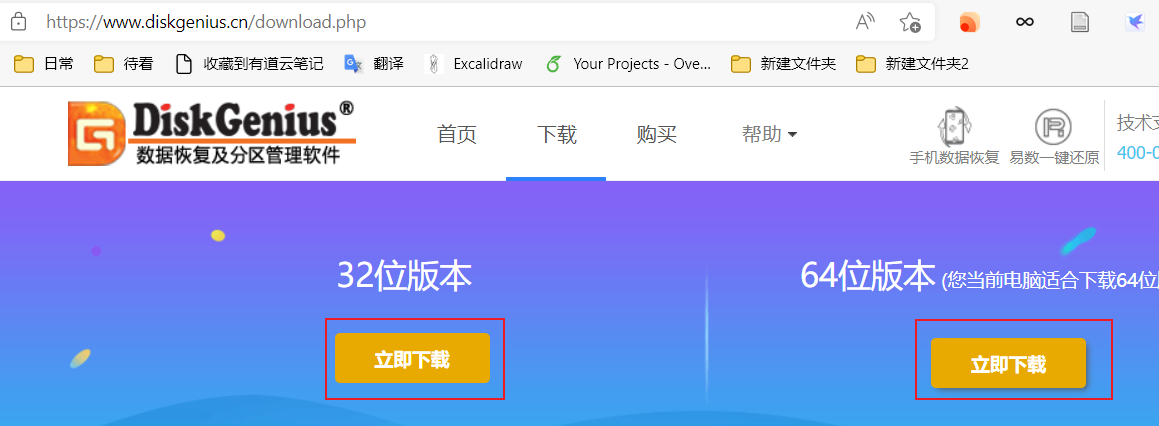 https://www.diskgenius.cn/download.php
日常 待看 收藏到有道云笔记 翻译 Excalidraw Your Projects - Ove... 新建文件夹 新建文件夹2
DiskGenius®
数据恢复及分区管理软件
首页 下载 购买 帮助
手机数据恢复 易数一键还原
技术支
400-0
32位版本
64位版本 (您当前电脑适合下载64位
立即下载
立即下载